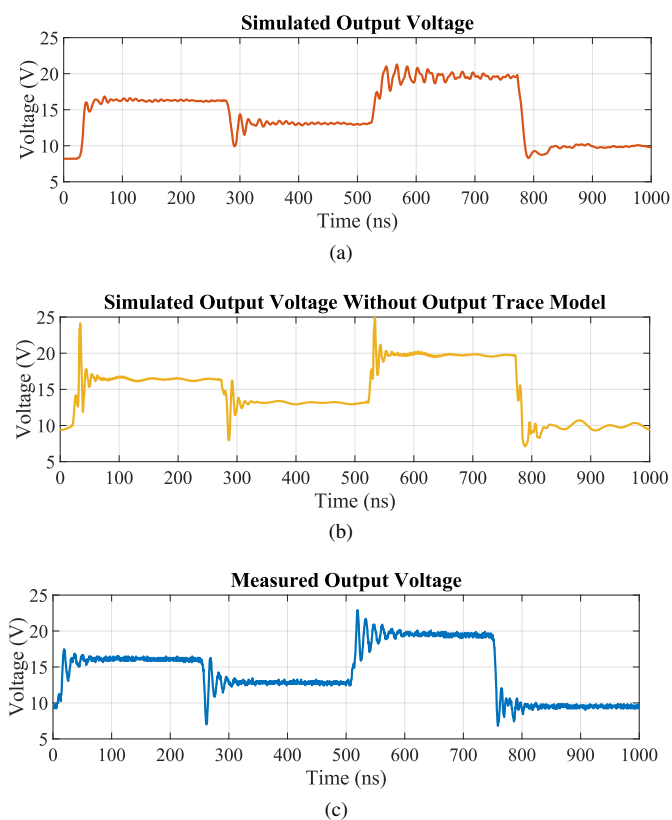 Simulated Output Voltage
25
20
15
10
5
Voltage (V)
0 100 200 300 400 500 600 700 800 900 1000
Time (ns)
(a)
Simulated Output Voltage Without Output Trace Model
25
20
15
10
5
Voltage (V)
0 100 200 300 400 500 600 700 800 900 1000
Time (ns)
(b)
Measured Output Voltage
25
20
15
10
5
Voltage (V)
0 100 200 300 400 500 600 700 800 900 1000
Time (ns)
(c)